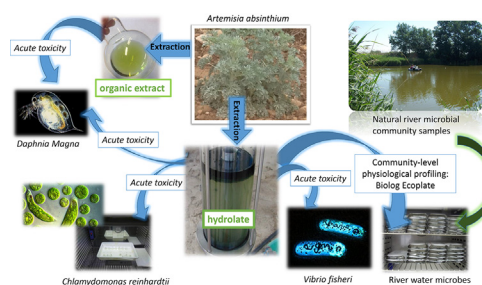 Artemisia absinthium
Acute toxicity
Extraction
organic extract
Extraction
Daphnia Magna
Acute toxicity
Natural river microbial
community samples
Community-level
physiological profiling:
Biolog Ecoplate
Acute toxicity
Acute toxicity
hydrolate
Chlamydomonas reinhardtii
Vibrio fisheri
River water microbes